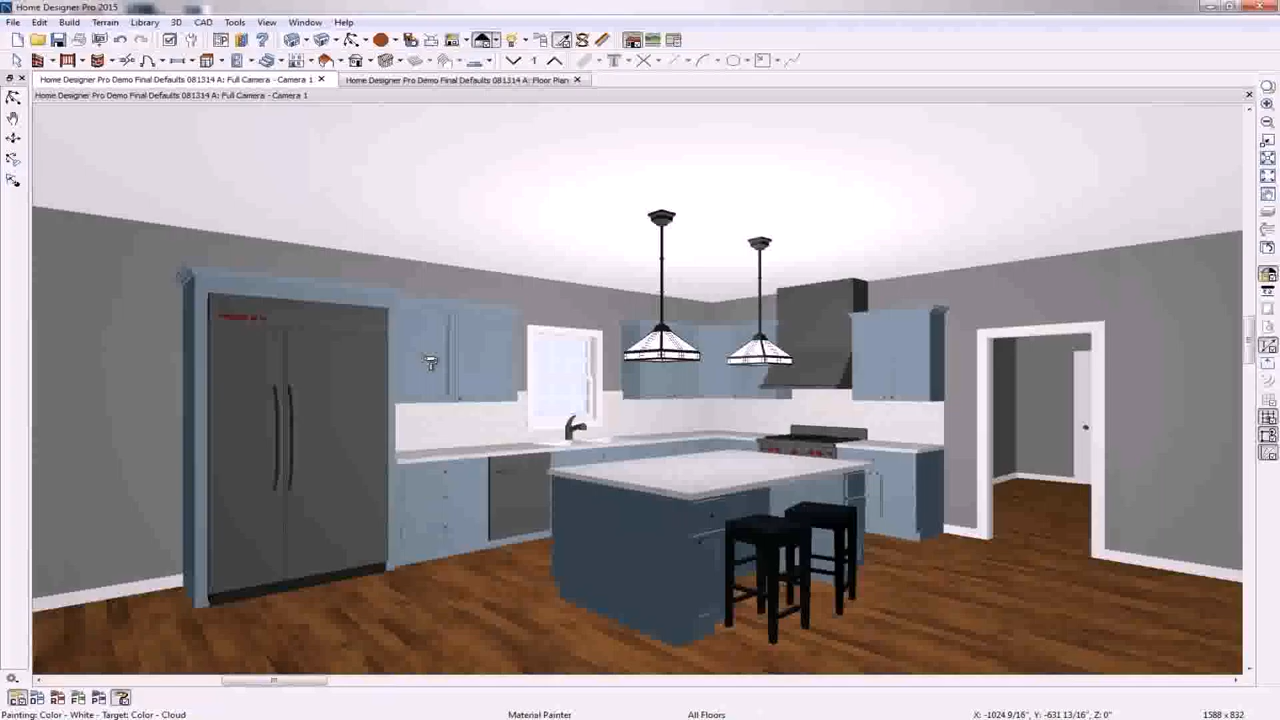 Home Designer Pro 2015
File Edit Build Terrain Library 3D CAD Tools View Window Help
Home Designer Pro Demo Final Defaults 081314 A: Full Camera - Camera 1
Home Designer Pro Demo Final Defaults 081314 A: Floor Plan
Home Designer Pro Demo Final Defaults 081314 A: Full Camera - Camera 1
Painting: Color - White - Target: Color - Cloud
Material Painter
All Floors
X: -1024 9/16", Y: -631 13/16", Z: 0"
1588 x 832